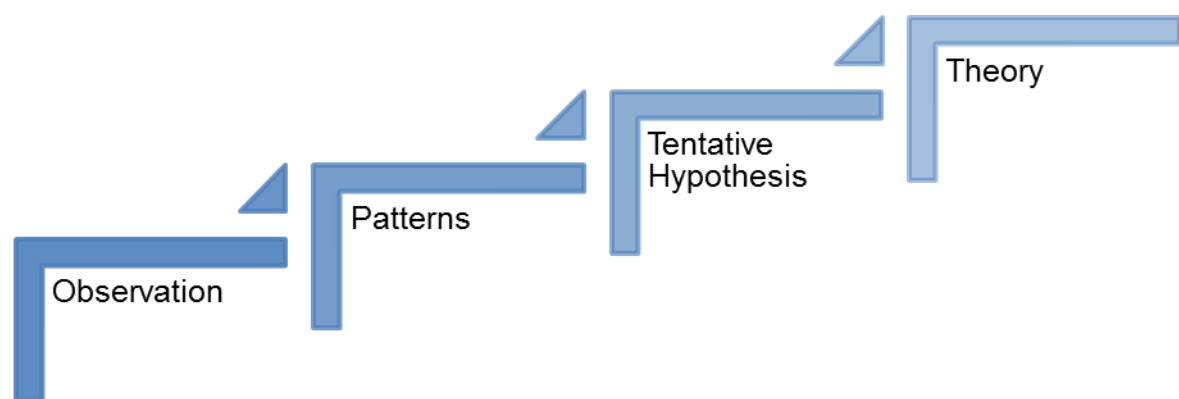 Observation
Patterns
Tentative
Hypothesis
Theory